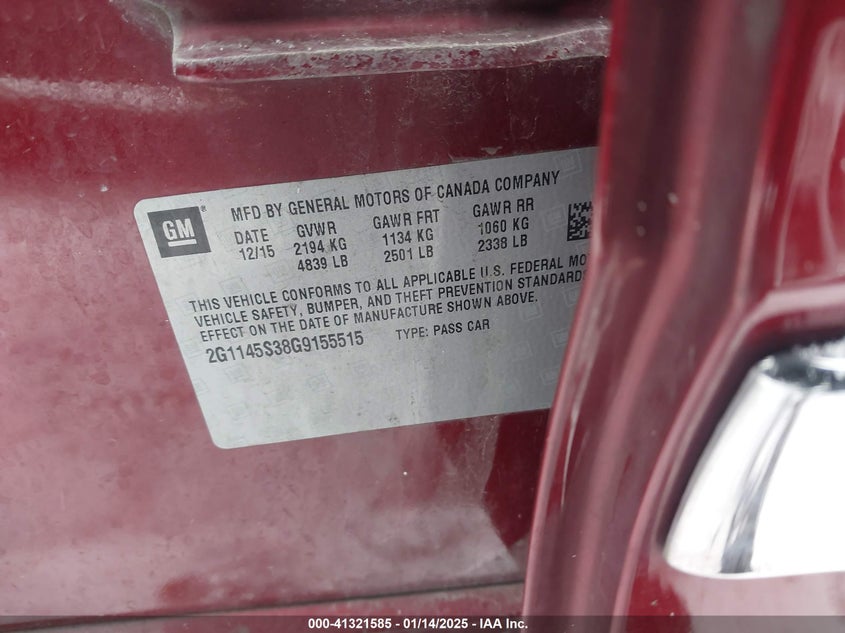 GM
MFD BY GENERAL MOTORS OF CANADA COMPANY
DATE GVWR GAWR FRT GAWR RR
12/15 2194 KG 1134 KG 1060 KG
4839 LB 2501 LB 2338 LB
THIS VEHICLE CONFORMS TO ALL APPLICABLE U.S. FEDERAL MO
VEHICLE SAFETY, BUMPER, AND THEFT PREVENTION STANDARDS
EFFECT ON THE DATE OF MANUFACTURE SHOWN ABOVE.
2G1145S38G9155515 TYPE: PASS CAR
000-41321585 - 01/14/2025 - IAA Inc.